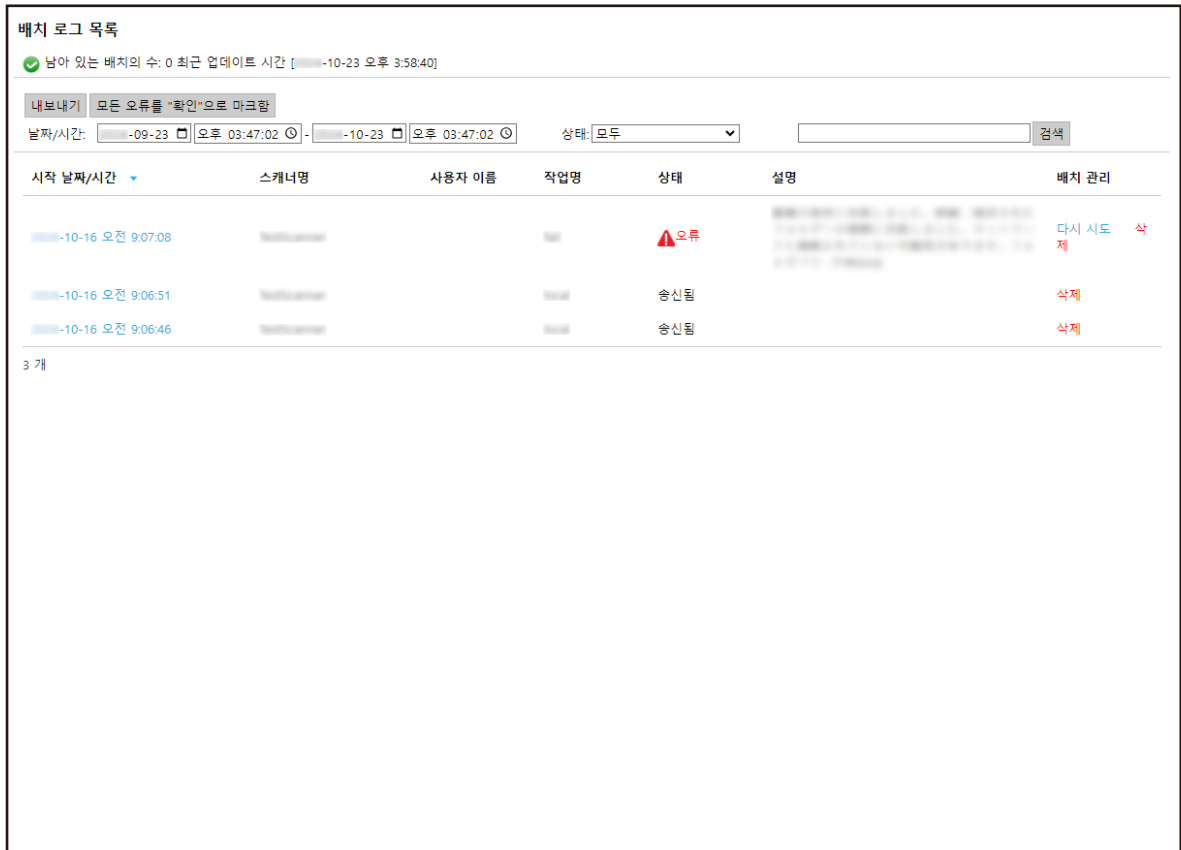 배치 로그 목록
남아 있는 배치의 수: 0 최근 업데이트 시간 [ -10-23 오후 3:58:40]
내보내기 모든 오류를 "확인"으로 마크함
날짜/시간: -09-23 오후 03:47:02 - -10-23 오후 03:47:02 상태: 모두 검색
시작 날짜/시간 스캐너명 사용자 이름 작업명 상태 설명 배치 관리
-10-16 오전 9:07:08 오류 다시 시도 삭
제
-10-16 오전 9:06:51 송신됨 삭제
-10-16 오전 9:06:46 송신됨 삭제
3 개